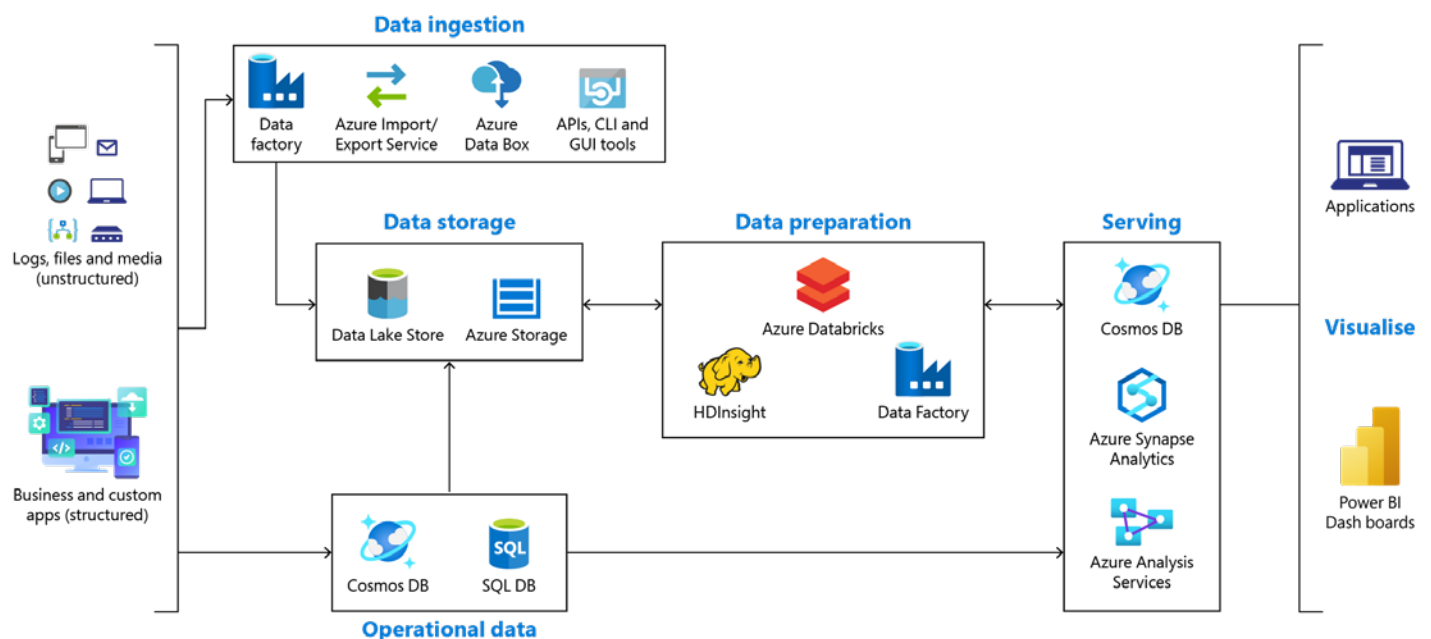 Data ingestion
Data
factory
Azure Import/
Export Service
Azure
Data Box
APIs, CLI and
GUI tools
Logs, files and media
(unstructured)
Business and custom
apps (structured)
Data storage
Data Lake Store
Azure Storage
Data preparation
Azure Databricks
HDInsight
Data Factory
Serving
Cosmos DB
Azure Synapse
Analytics
Azure Analysis
Services
Cosmos DB
SQL
SQL DB
Operational data
Applications
Visualise
Power BI
Dash boards